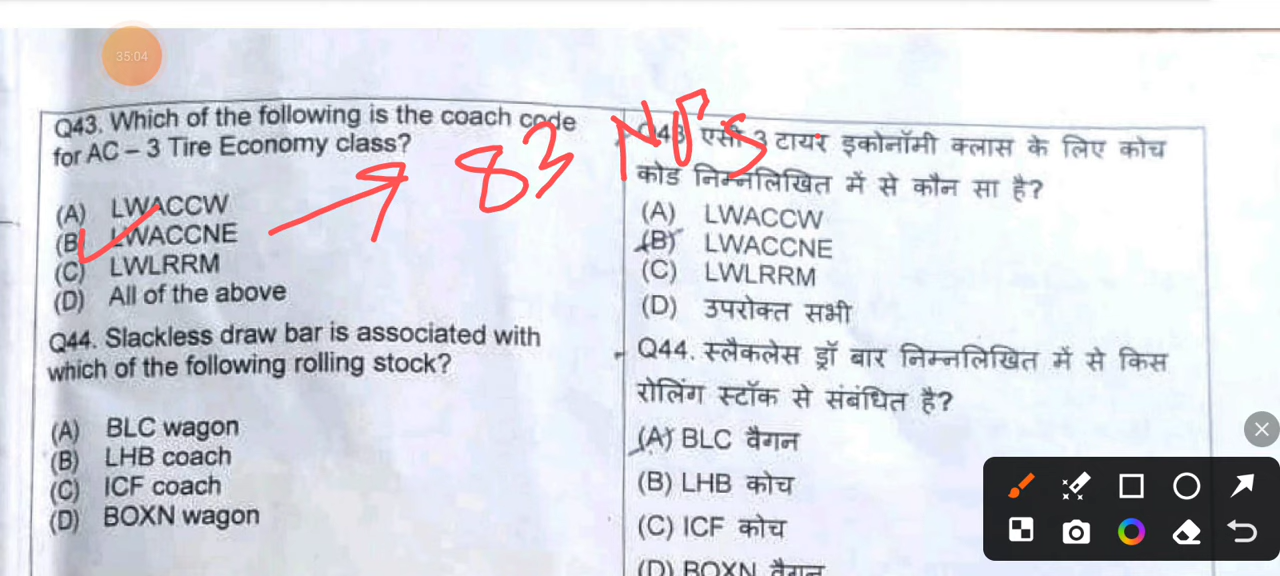 35:04
Q43. Which of the following is the coach code
for AC – 3 Tire Economy class?
(A) LWACCW
(B) LWACCNE
(C) LWLRRM
(D) All of the above
Q44. Slackless draw bar is associated with
which of the following rolling stock?
(A) BLC wagon
(B) LHB coach
(C) ICF coach
(D) BOXN wagon
83 NO'S
Q43 एसी 3 टायर इकोनॉमी क्लास के लिए कोच
कोड निम्नलिखित में से कौन सा है?
(A) LWACCW
(B) LWACCNE
(C) LWLRRM
(D) उपरोक्त सभी
Q44. स्लैकलेस ड्रॉ बार निम्नलिखित में से किस
रोलिंग स्टॉक से संबंधित है?
(A) BLC वैगन
(B) LHB कोच
(C) ICF कोच
(D) BOXN वैगन